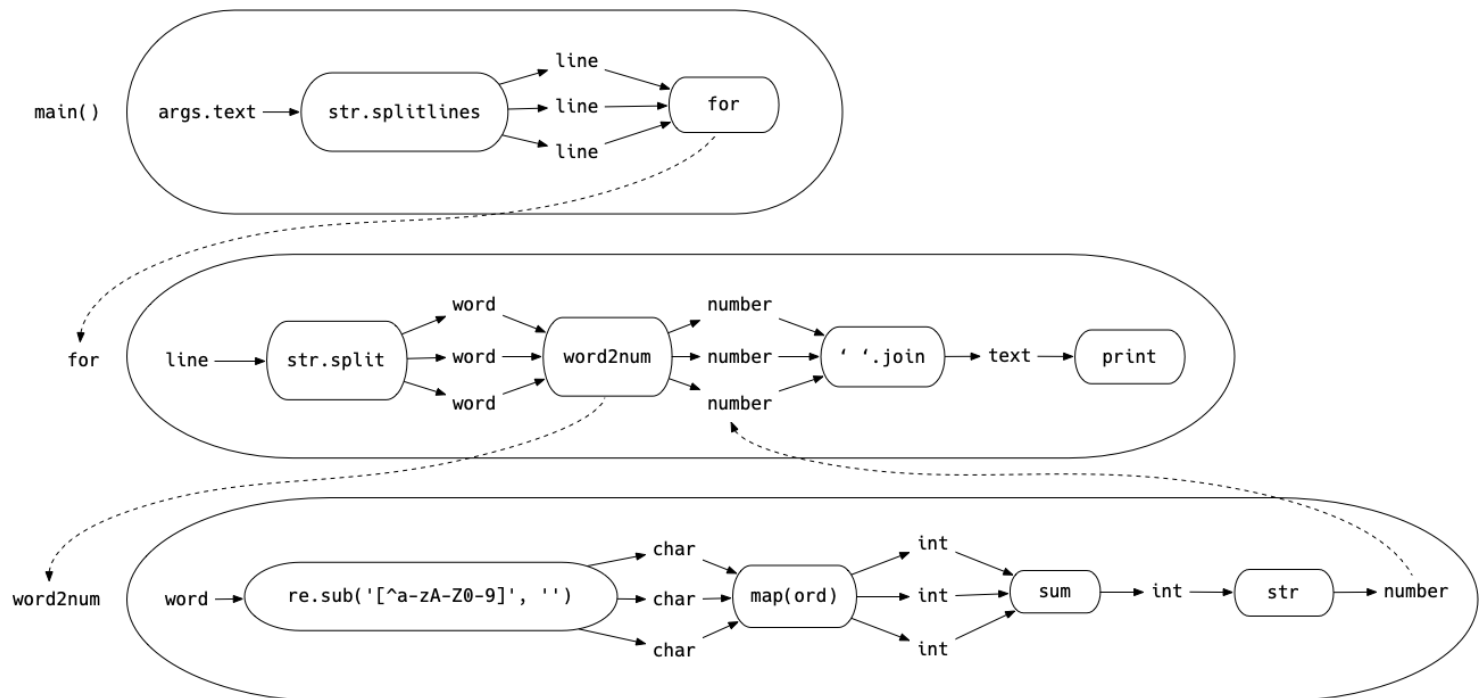 line
main() args.text str.splitlines line for
line
word number
for line str.split word word2num number ‘ ‘.join text print
word number
char int
word2num word re.sub('[^a-zA-Z0-9]', '') char map(ord) int sum int str number
char int